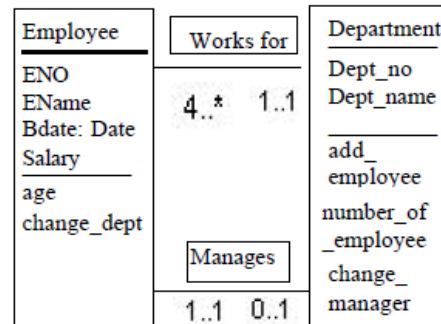 Employee
ENO
EName
Bdate: Date
Salary
age
change_dept
Works for
4..* 1..1
Manages
1..1 0..1
Department
Dept_no
Dept_name
add_
employee
number_of
_employee
change_
manager